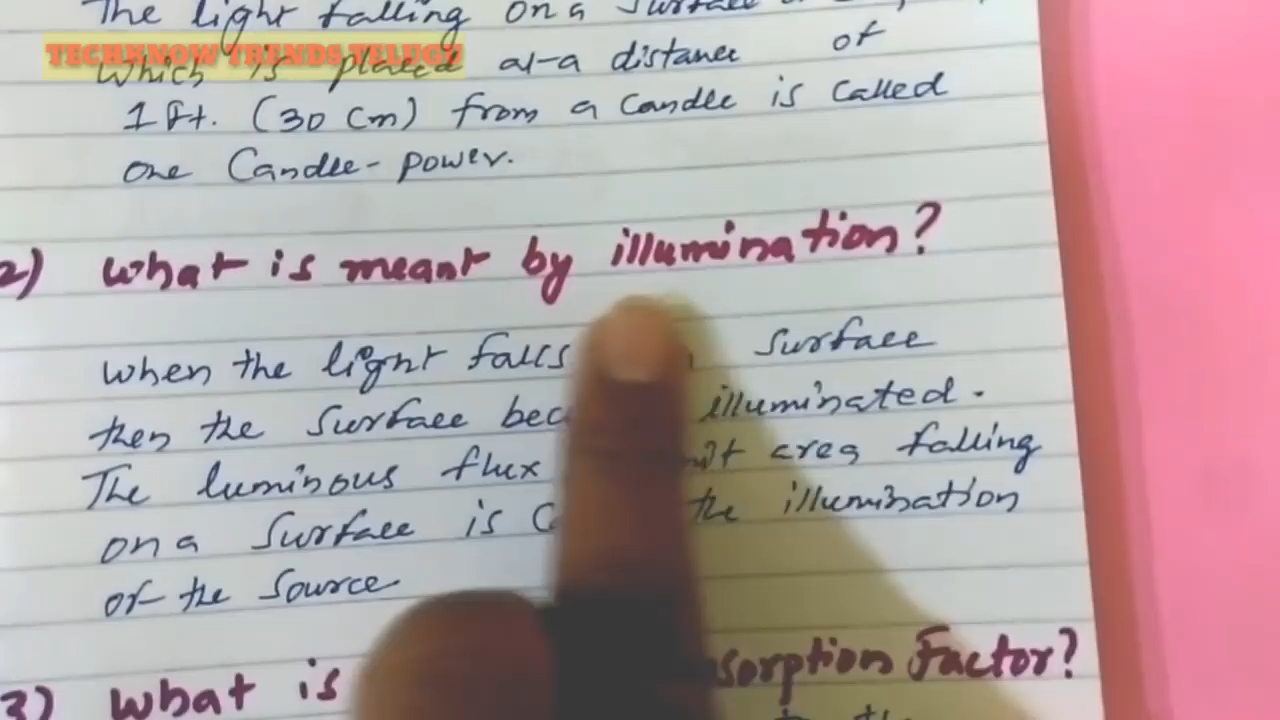 The light falling on a surface
TECHKNOW TRENDS TELUGU
which is placed at a distance of
1 ft. (30 cm) from a candle is called
one Candle-power.
2) what is meant by illumination?
when the light falls surface
then the surface illuminated.
The luminous flux area falling
on a surface is the illumination
of the source
3) what is Factor?